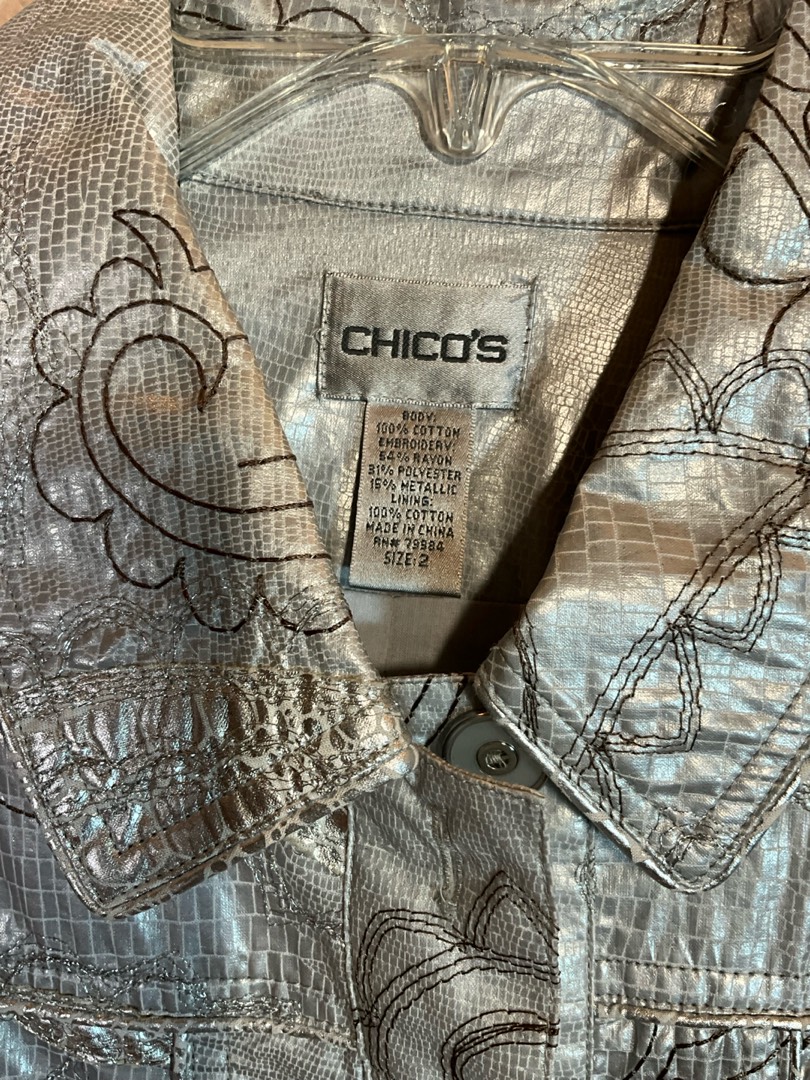 CHICO'S
BODY:
100% COTTON
EMBROIDERY
54% RAYON
31% POLYESTER
15% METALLIC
LINING:
100% COTTON
MADE IN CHINA
RN# 79984
SIZE: 2